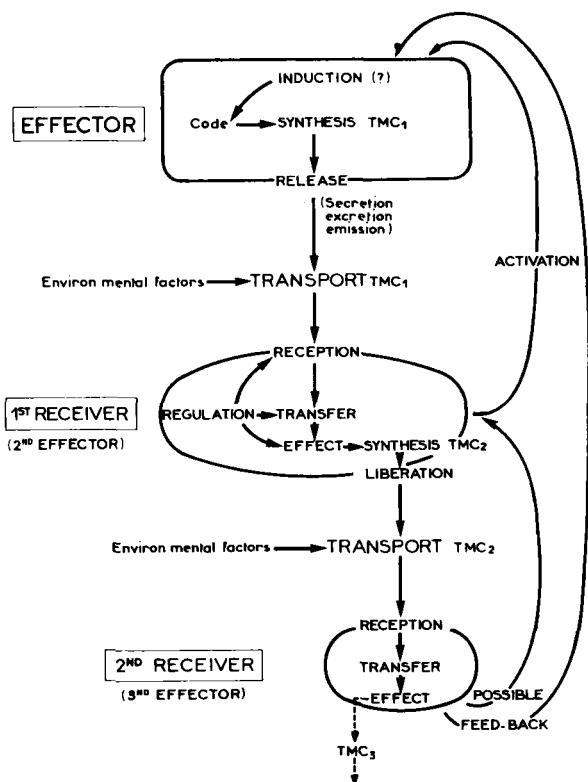 INDUCTION (?)
EFFECTOR
Code SYNTHESIS TMC1
RELEASE
(Secretion
excretion
emission)
ACTIVATION
Environ mental factors TRANSPORT TMC1
RECEPTION
1ST RECEIVER
REGULATION TRANSFER
(2ND EFFECTOR)
EFFECT SYNTHESIS TMC2
LIBERATION
Environ mental factors TRANSPORT TMC2
RECEPTION
2ND RECEIVER
TRANSFER
(3ND EFFECTOR)
EFFECT POSSIBLE
FEED-BACK
TMC3